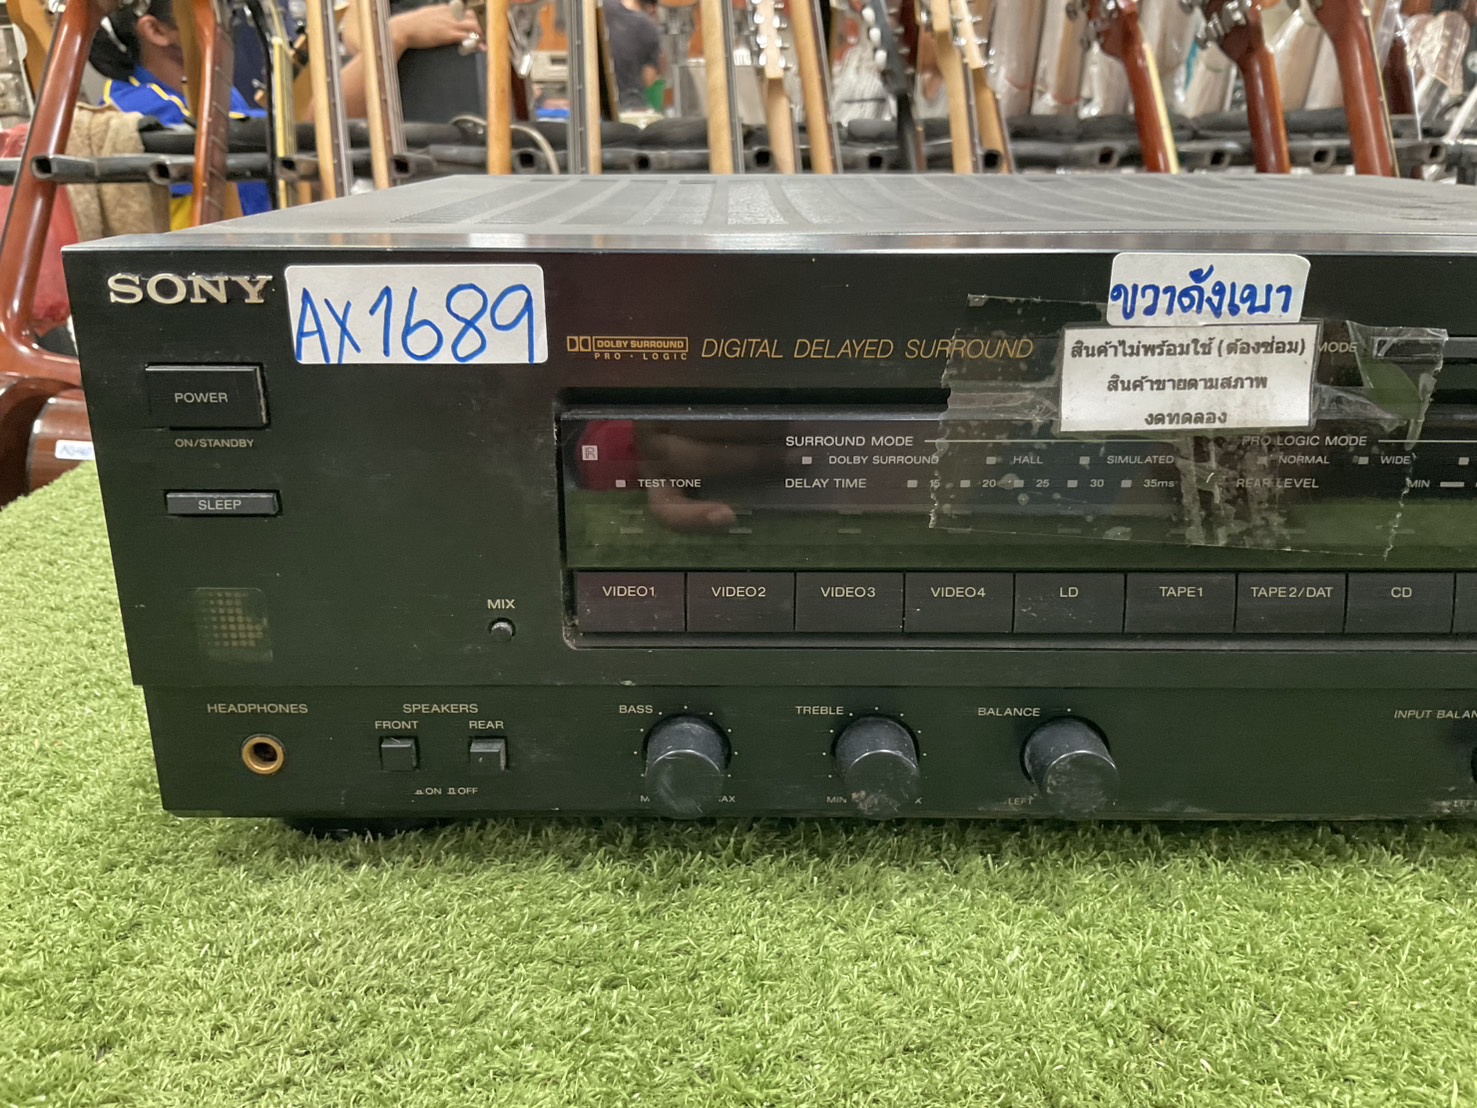 SONY
AX1689
ขวาดังเบา
DOLBY SURROUND
PRO · LOGIC
DIGITAL DELAYED SURROUND
สินค้าไม่พร้อมใช้ (ต้องซ่อม)
สินค้าขายตามสภาพ
งดทดลอง
MODE
POWER
ON/STANDBY
SLEEP
SURROUND MODE
PRO LOGIC MODE
DOLBY SURROUND
HALL
SIMULATED
NORMAL
WIDE
TEST TONE
DELAY TIME
15
20
25
30
35ms
REAR LEVEL
MIN
VIDEO1
VIDEO2
VIDEO3
VIDEO4
LD
TAPE1
TAPE2/DAT
CD
MIX
HEADPHONES
SPEAKERS
FRONT
REAR
ON
OFF
BASS
TREBLE
MIN
BALANCE
LEFT
INPUT BALAN